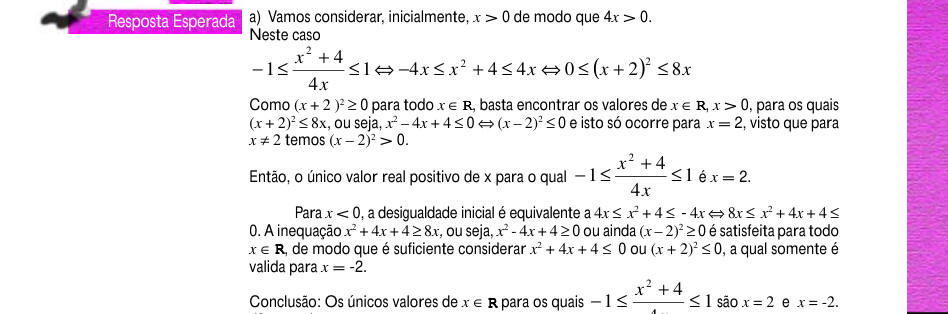 Resposta Esperada
a) Vamos considerar, inicialmente, x > 0 de modo que 4x > 0.
Neste caso
−1 ≤ (x² + 4)/(4x) ≤ 1 ⇔ −4x ≤ x² + 4 ≤ 4x ⇔ 0 ≤ (x + 2)² ≤ 8x
Como (x + 2 )² ≥ 0 para todo x ∈ R, basta encontrar os valores de x ∈ R, x > 0, para os quais
(x + 2)² ≤ 8x, ou seja, x² – 4x + 4 ≤ 0 ⇔ (x – 2)² ≤ 0 e isto só ocorre para x = 2, visto que para
x ≠ 2 temos (x – 2)² > 0.
Então, o único valor real positivo de x para o qual −1 ≤ (x² + 4)/(4x) ≤ 1 é x = 2.
Para x < 0, a desigualdade inicial é equivalente a 4x ≤ x² + 4 ≤ - 4x ⇔ 8x ≤ x² + 4x + 4 ≤
0. A inequação x² + 4x + 4 ≥ 8x, ou seja, x² - 4x + 4 ≥ 0 ou ainda (x – 2)² ≥ 0 é satisfeita para todo
x ∈ R, de modo que é suficiente considerar x² + 4x + 4 ≤ 0 ou (x + 2)² ≤ 0, a qual somente é
valida para x = -2.
Conclusão: Os únicos valores de x ∈ R para os quais −1 ≤ (x² + 4)/(4x) ≤ 1 são x = 2 e x = -2.